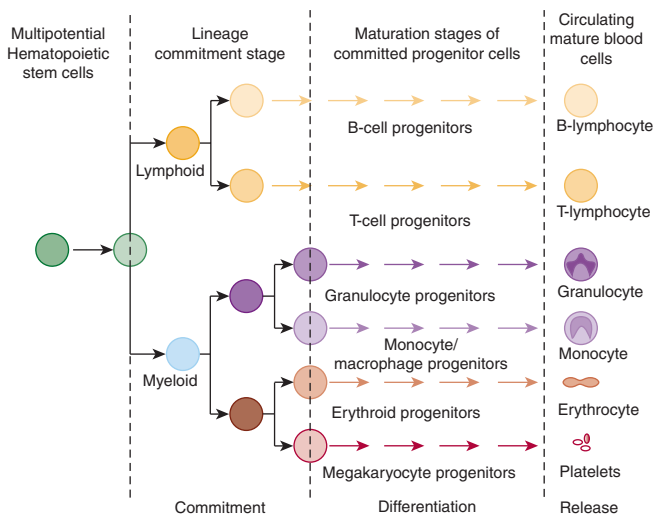 Multipotential
Hematopoietic
stem cells
Lineage
commitment stage
Maturation stages of
committed progenitor cells
Circulating
mature blood
cells
B-cell progenitors
B-lymphocyte
Lymphoid
T-cell progenitors
T-lymphocyte
Granulocyte progenitors
Granulocyte
Monocyte/
macrophage progenitors
Monocyte
Myeloid
Erythroid progenitors
Erythrocyte
Megakaryocyte progenitors
Platelets
Commitment
Differentiation
Release